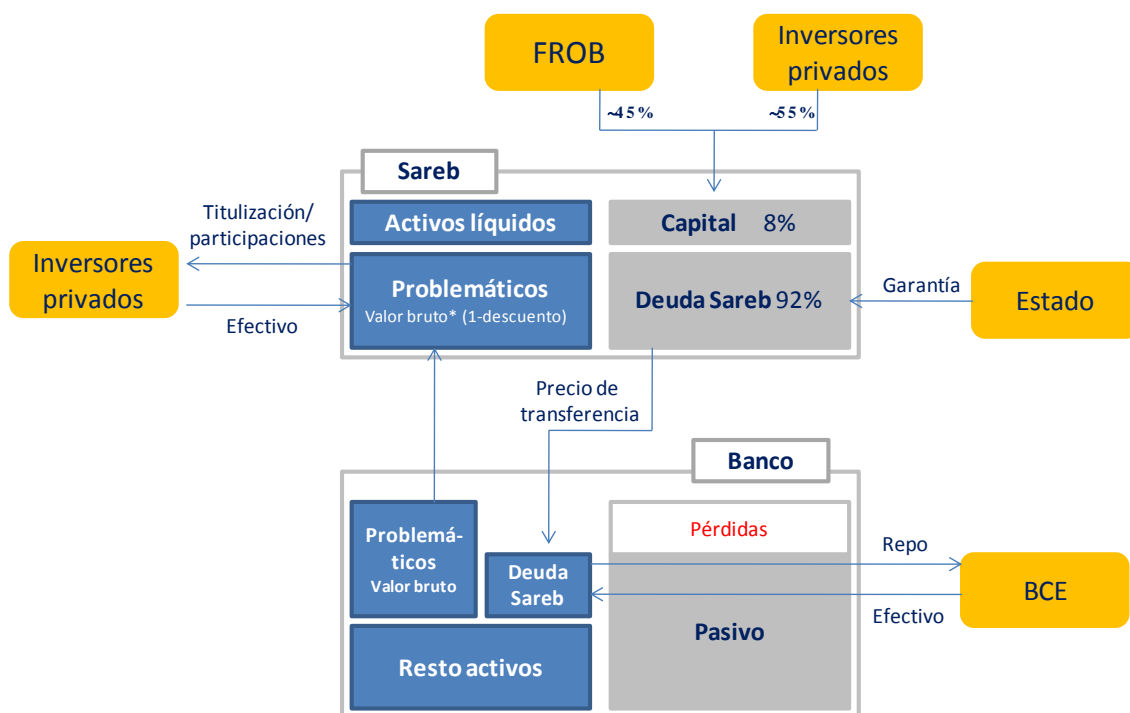 FROB
Inversores
privados
~45%
~55%
Sareb
Titulización/
participaciones
Activos líquidos
Capital 8%
Inversores
privados
Problemáticos
Valor bruto* (1-descuento)
Deuda Sareb 92%
Garantía
Estado
Efectivo
Precio de
transferencia
Banco
Problemá-
ticos
Valor bruto
Deuda
Sareb
Pérdidas
Repo
BCE
Efectivo
Pasivo
Resto activos